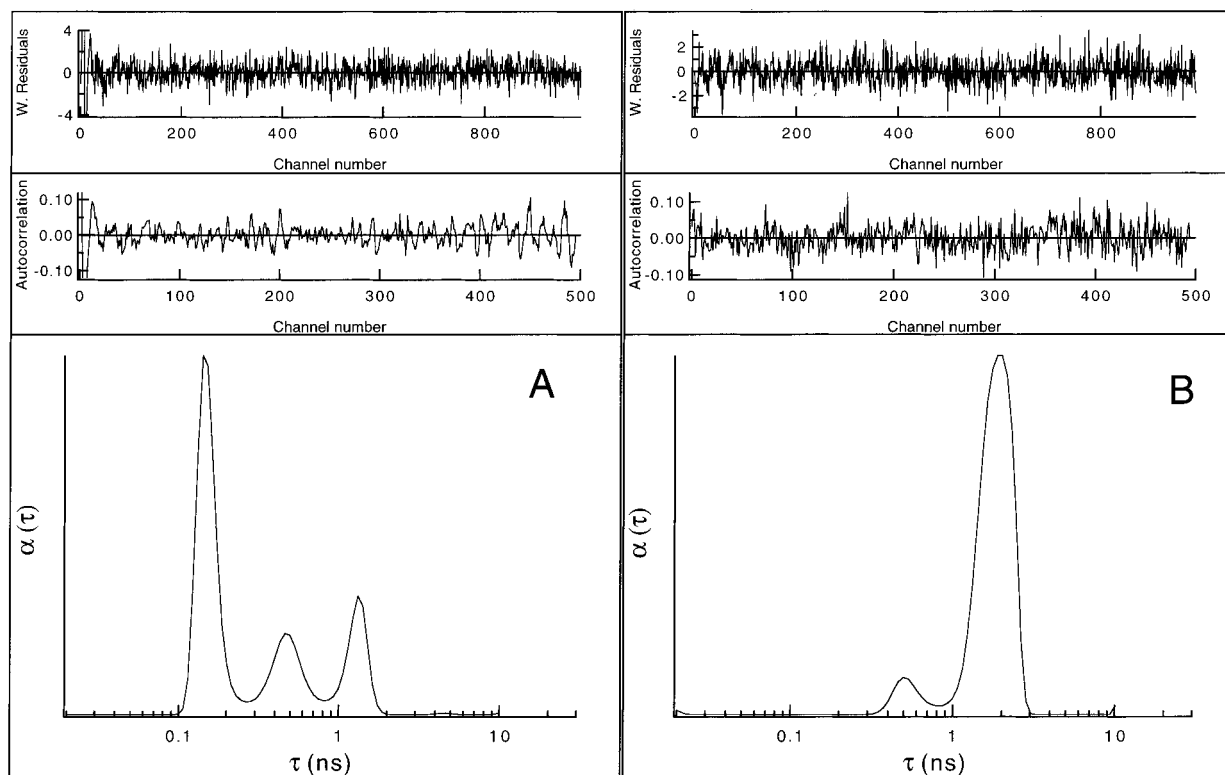 W. Residuals
4
0
-4
0 200 400 600 800
Channel number
Autocorrelation
0.10
0.00
-0.10
0 100 200 300 400 500
Channel number
A
α (τ)
0.1 1 10
τ (ns)
W. Residuals
2
0
-2
0 200 400 600 800
Channel number
Autocorrelation
0.10
0.00
-0.10
0 100 200 300 400 500
Channel number
B
α (τ)
0.1 1 10
τ (ns)